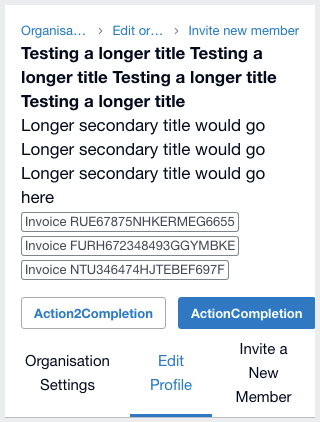 Organisa... > Edit or... > Invite new member
Testing a longer title Testing a
longer title Testing a longer title
Testing a longer title
Longer secondary title would go
Longer secondary title would go
Longer secondary title would go
here
Invoice RUE67875NHKERMEG6655
Invoice FURH672348493GGYMBKE
Invoice NTU346474HJTEBEF697F
Action2Completion ActionCompletion
Organisation
Settings
Edit
Profile
Invite a
New
Member